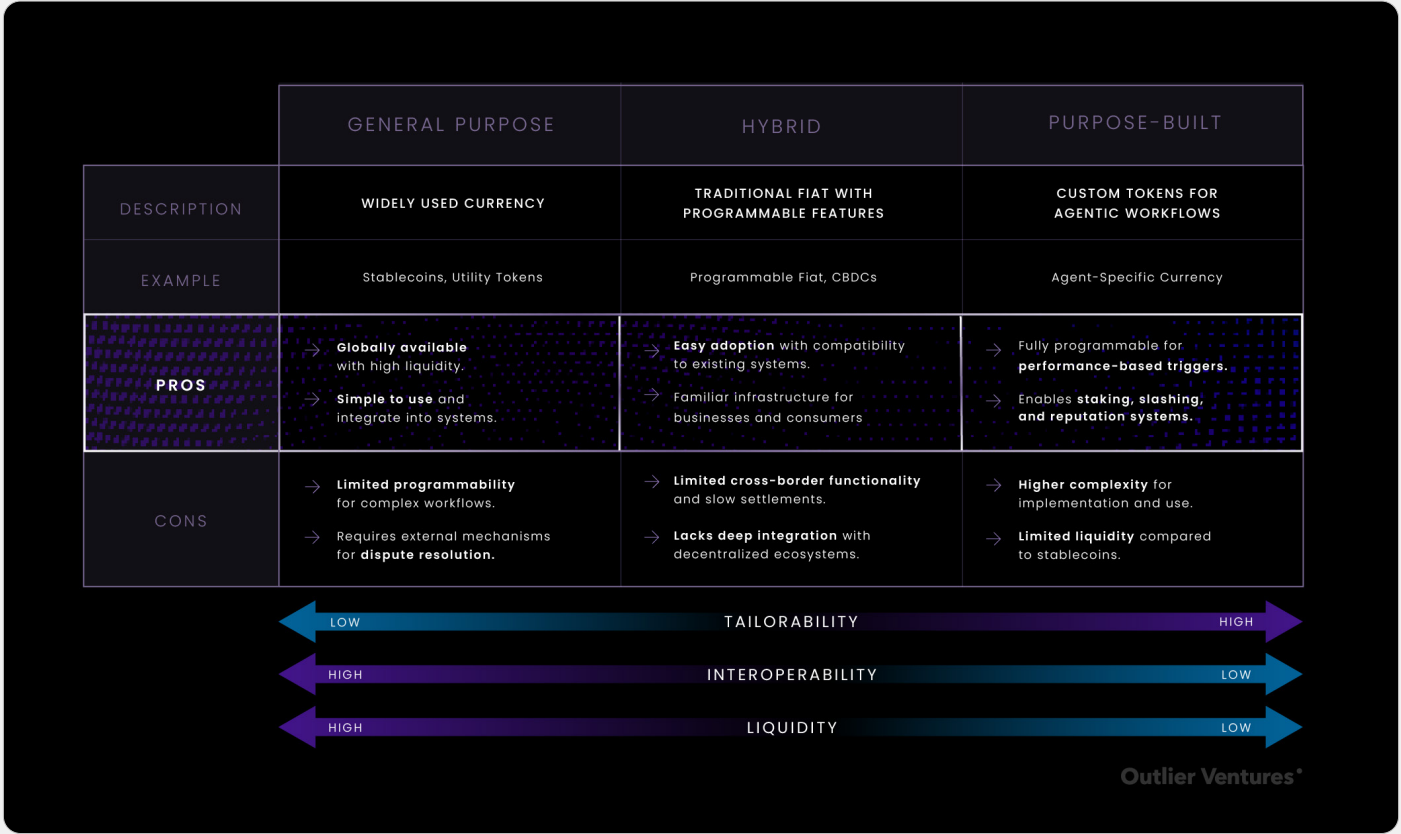 GENERAL PURPOSE
HYBRID
PURPOSE-BUILT
DESCRIPTION
WIDELY USED CURRENCY
TRADITIONAL FIAT WITH
PROGRAMMABLE FEATURES
CUSTOM TOKENS FOR
AGENTIC WORKFLOWS
EXAMPLE
Stablecoins, Utility Tokens
Programmable Fiat, CBDCs
Agent-Specific Currency
PROS
Globally available
with high liquidity.
Simple to use and
integrate into systems.
Easy adoption with compatibility
to existing systems.
Familiar infrastructure for
businesses and consumers
Fully programmable for
performance-based triggers.
Enables staking, slashing,
and reputation systems.
CONS
Limited programmability
for complex workflows.
Requires external mechanisms
for dispute resolution.
Limited cross-border functionality
and slow settlements.
Lacks deep integration with
decentralized ecosystems.
Higher complexity for
implementation and use.
Limited liquidity compared
to stablecoins.
LOW TAILORABILITY HIGH
HIGH INTEROPERABILITY LOW
HIGH LIQUIDITY LOW
Outlier Ventures